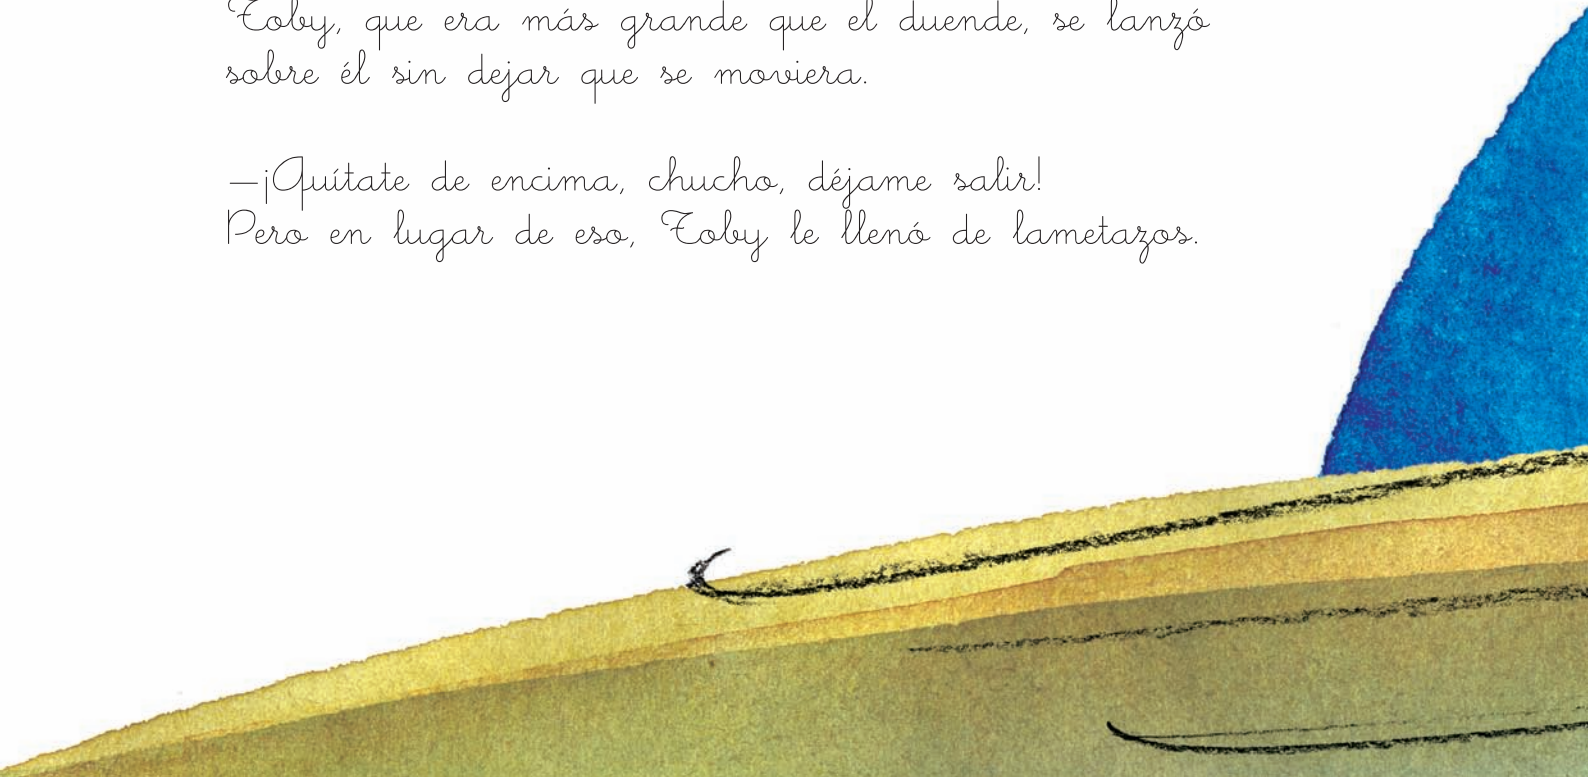 Toby, que era más grande que el duende, se lanzó
sobre él sin dejar que se moviera.
—¡Quítate de encima, chucho, déjame salir!
Pero en lugar de eso, Toby le llenó de lametazos.